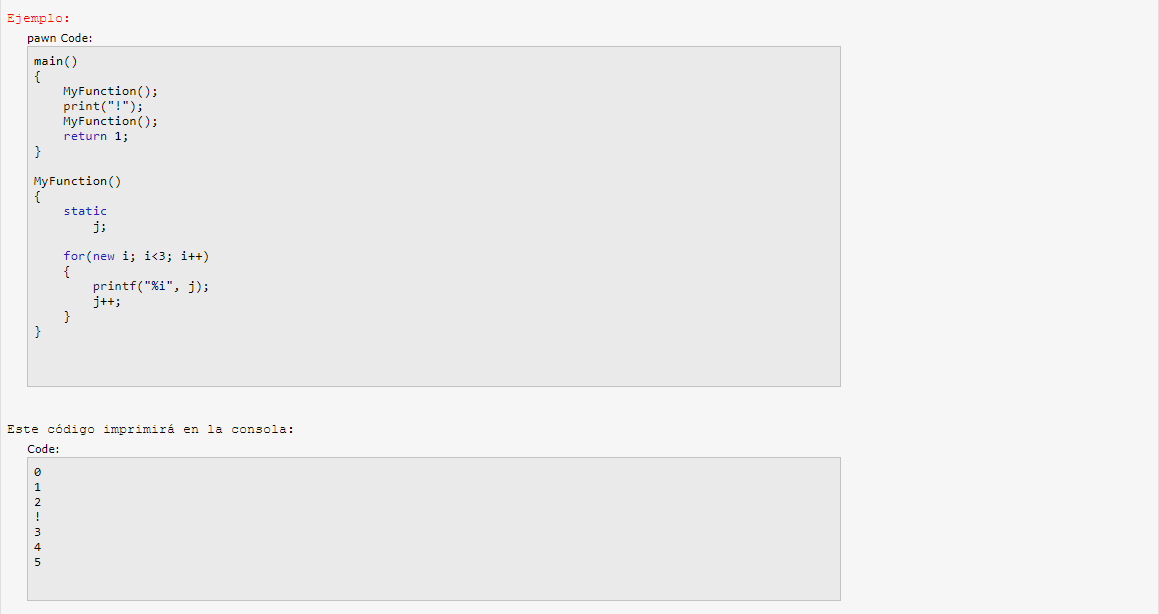 Ejemplo:
pawn Code:
main()
{
    MyFunction();
    print("!");
    MyFunction();
    return 1;
}
MyFunction()
{
    static
        j;
    for(new i; i<3; i++)
    {
        printf("%i", j);
        j++;
    }
}
Este código imprimirá en la consola:
Code:
0
1
2
!
3
4
5